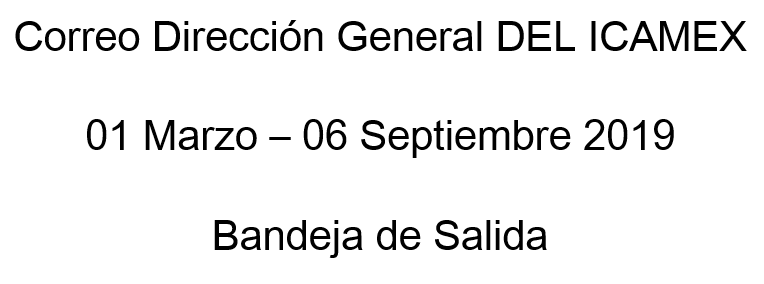 Correo Dirección General DEL ICAMEX
01 Marzo – 06 Septiembre 2019
Bandeja de Salida